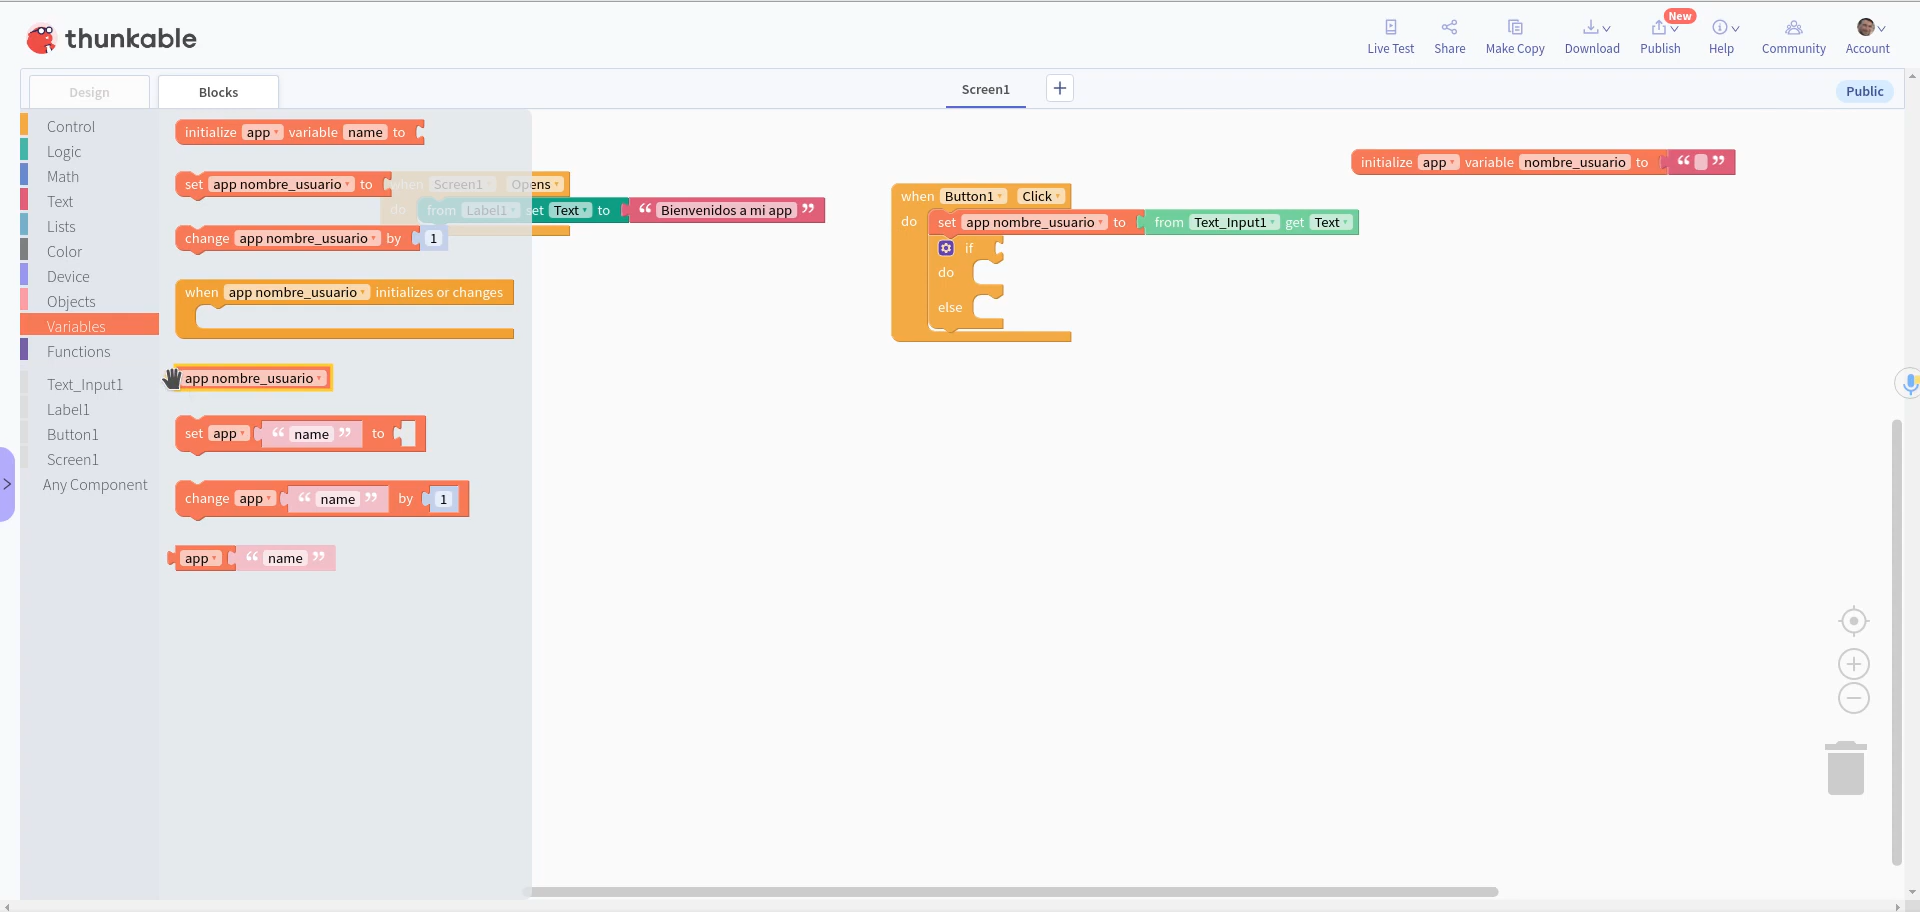 thunkable
Live Test
Share
Make Copy
Download
New
Publish
Help
Community
Account
Design
Blocks
Screen1
+
Public
Control
Logic
Math
Text
Lists
Color
Device
Objects
Variables
Functions
Text_Input1
Label1
Button1
Screen1
Any Component
initialize app variable name to
set app nombre_usuario to
change app nombre_usuario by 1
when app nombre_usuario initializes or changes
app nombre_usuario
set app “ name ” to
change app “ name ” by 1
app “ name ”
when Screen1 Opens
do from Label1 set Text to “ Bienvenidos a mi app ”
when Button1 Click
do set app nombre_usuario to from Text_Input1 get Text
if
do
else
initialize app variable nombre_usuario to “ ”